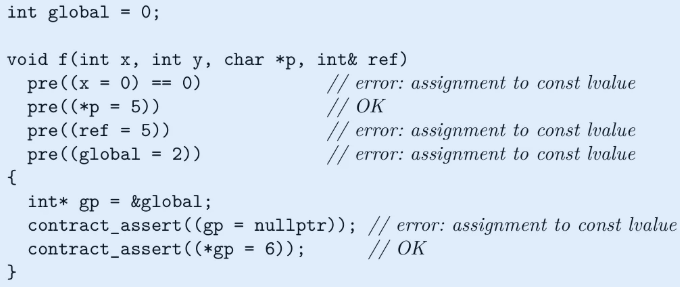 int global = 0;
void f(int x, int y, char *p, int& ref)
pre((x = 0) == 0) // error: assignment to const lvalue
pre((*p = 5)) // OK
pre((ref = 5)) // error: assignment to const lvalue
pre((global = 2)) // error: assignment to const lvalue
{
int* gp = &global;
contract_assert((gp = nullptr)); // error: assignment to const lvalue
contract_assert((*gp = 6)); // OK
}